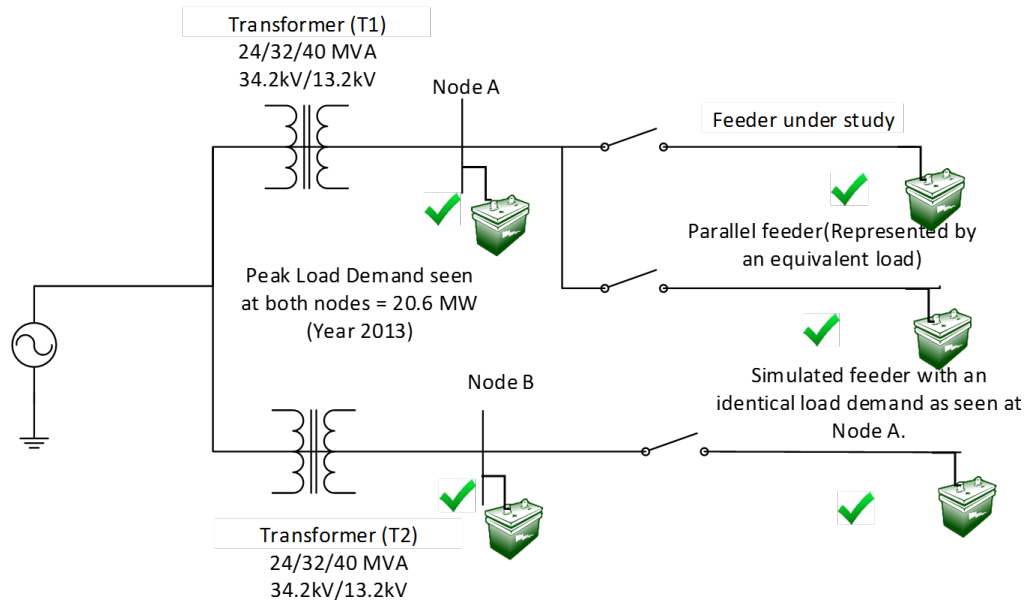 Transformer (T1)
24/32/40 MVA
34.2kV/13.2kV
Node A
Feeder under study
Parallel feeder(Represented by
an equivalent load)
Peak Load Demand seen
at both nodes = 20.6 MW
(Year 2013)
Node B
Simulated feeder with an
identical load demand as seen at
Node A.
Transformer (T2)
24/32/40 MVA
34.2kV/13.2kV